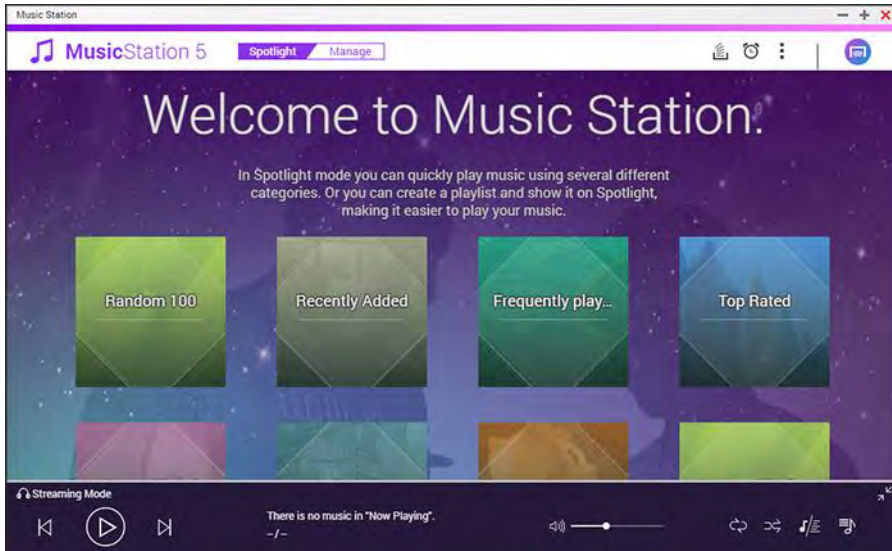 Music Station
MusicStation 5
Spotlight
Manage
Welcome to Music Station.
In Spotlight mode you can quickly play music using several different
categories. Or you can create a playlist and show it on Spotlight,
making it easier to play your music.
Random 100
Recently Added
Frequently play...
Top Rated
Streaming Mode
There is no music in "Now Playing".
–/–